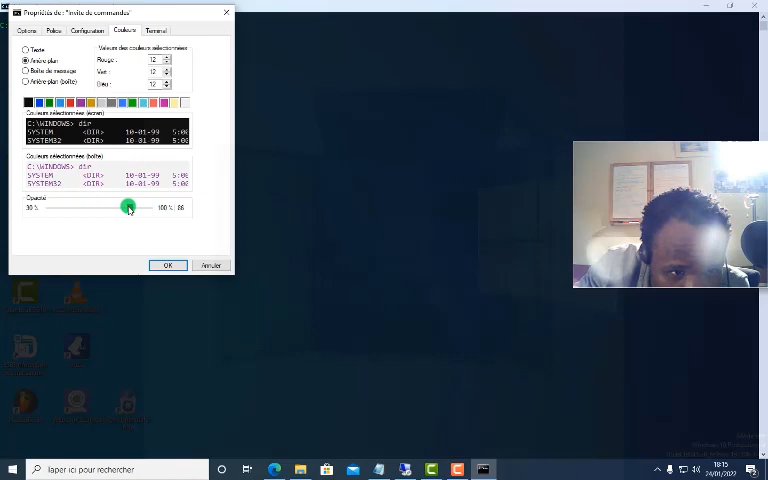 Propriétés de : "Invite de commandes"
Options Police Configuration Couleurs Terminal
Texte
Arrière plan
Boîte de message
Arrière plan (boîte)
Valeurs des couleurs sélectionnées
Rouge : 12
Vert : 12
Bleu : 12
Couleurs sélectionnées (écran)
C:\WINDOWS> dir
SYSTEM <DIR> 10-01-99 5:00
SYSTEM32 <DIR> 10-01-99 5:00
Couleurs sélectionnées (boîte)
C:\WINDOWS> dir
SYSTEM <DIR> 10-01-99 5:00
SYSTEM32 <DIR> 10-01-99 5:00
Opacité
30 % 100 % 86
OK Annuler
Taper ici pour rechercher
18:15
24/01/2022